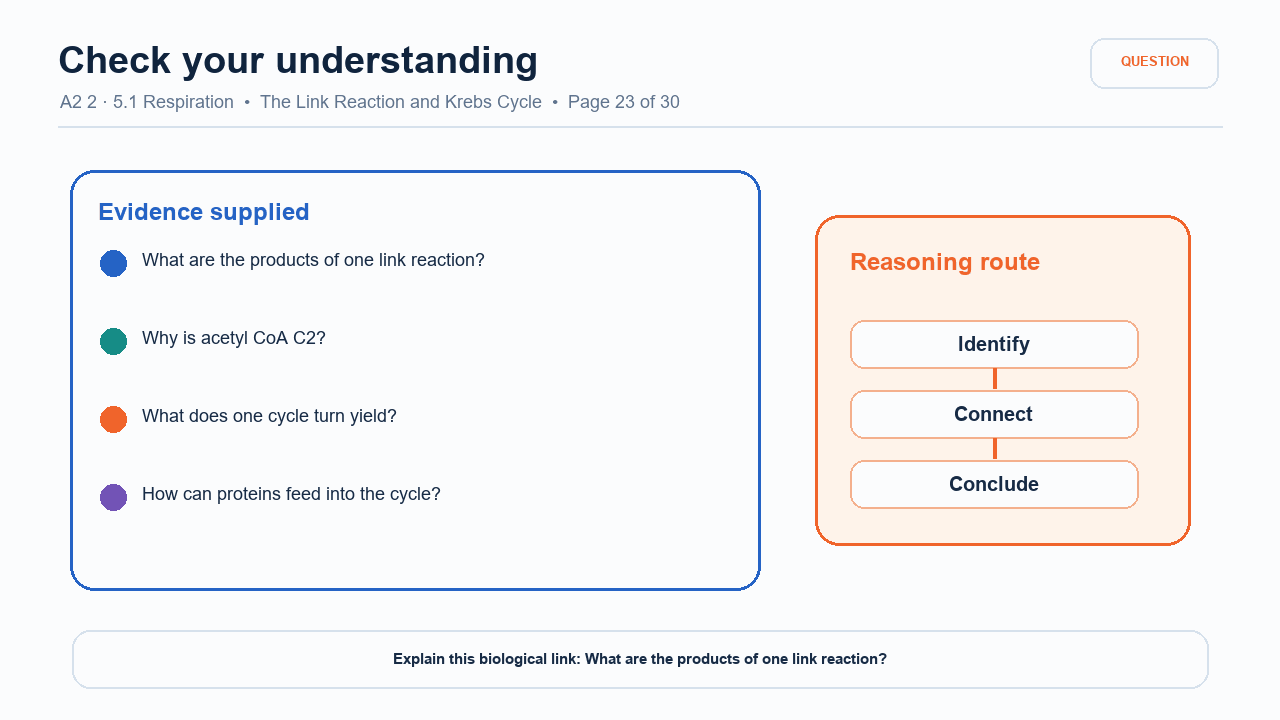 Check your understanding
QUESTION
A2 2 · 5.1 Respiration • The Link Reaction and Krebs Cycle • Page 23 of 30
Evidence supplied
What are the products of one link reaction?
Why is acetyl CoA C2?
What does one cycle turn yield?
How can proteins feed into the cycle?
Reasoning route
Identify
Connect
Conclude
Explain this biological link: What are the products of one link reaction?